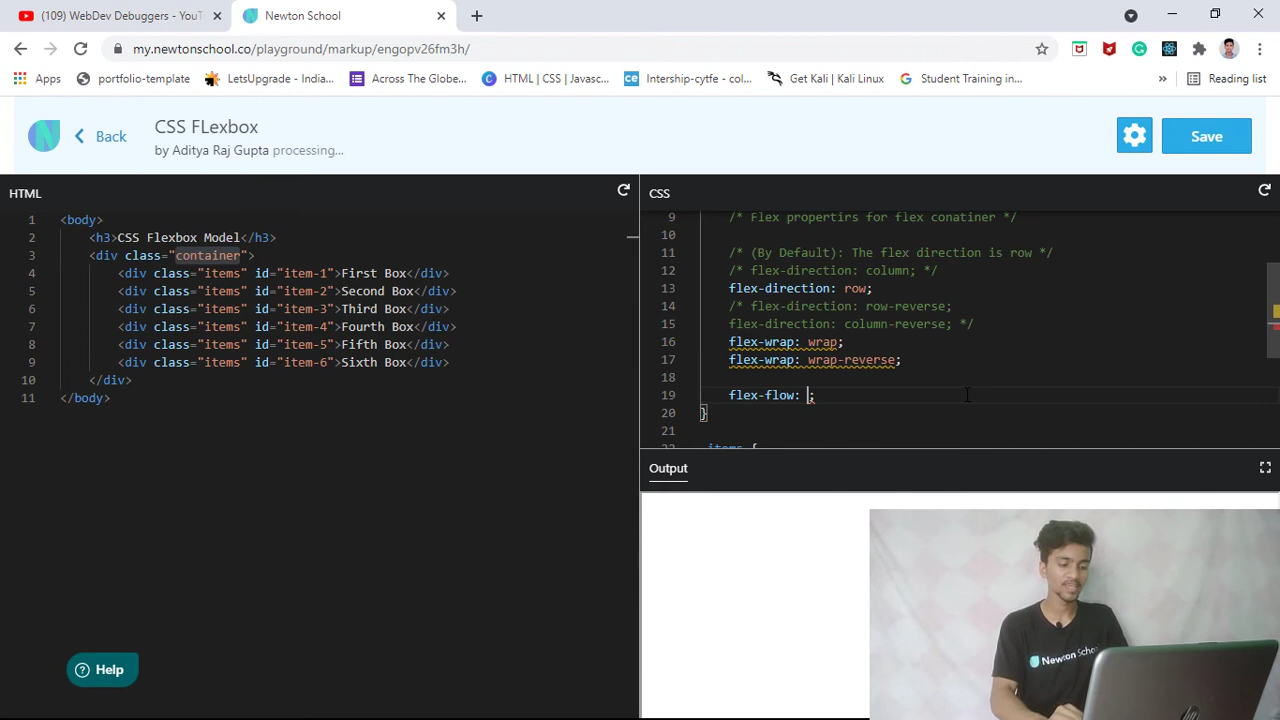 (109) WebDev Debuggers - YouT
Newton School
my.newtonschool.co/playground/markup/engopv26fm3h/
Apps
portfolio-template
LetsUpgrade - India...
Across The Globe...
HTML | CSS | Javasc...
Intership-cytfe - col...
Get Kali | Kali Linux
Student Training in...
»
Reading list
Back
CSS FLexbox
by Aditya Raj Gupta processing...
Save
HTML
1 <body>
2 <h3>CSS Flexbox Model</h3>
3 <div class="container">
4 <div class="items" id="item-1">First Box</div>
5 <div class="items" id="item-2">Second Box</div>
6 <div class="items" id="item-3">Third Box</div>
7 <div class="items" id="item-4">Fourth Box</div>
8 <div class="items" id="item-5">Fifth Box</div>
9 <div class="items" id="item-6">Sixth Box</div>
10 </div>
11 </body>
CSS
9 /* Flex propertirs for flex conatiner */
10
11 /* (By Default): The flex direction is row */
12 /* flex-direction: column; */
13 flex-direction: row;
14 /* flex-direction: row-reverse;
15 flex-direction: column-reverse; */
16 flex-wrap: wrap;
17 flex-wrap: wrap-reverse;
18
19 flex-flow: ;
20 }
21
22 .items {
Output
Newton School
Help